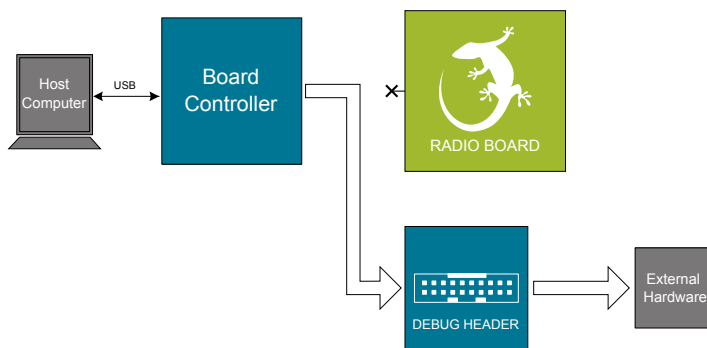 Host
Computer
USB
Board
Controller
RADIO BOARD
DEBUG HEADER
External
Hardware